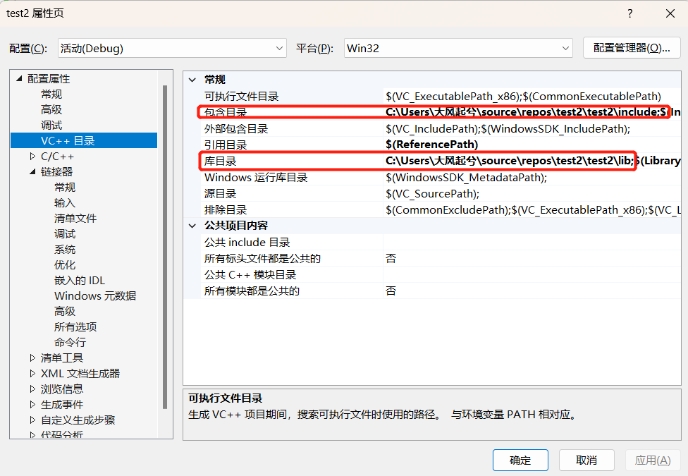 test2 属性页
? ×
配置(C): 活动(Debug) 平台(P): Win32 配置管理器(O)...
配置属性
常规
高级
调试
VC++ 目录
C/C++
链接器
常规
输入
清单文件
调试
系统
优化
嵌入的 IDL
Windows 元数据
高级
所有选项
命令行
清单工具
XML 文档生成器
浏览信息
生成事件
自定义生成步骤
代码分析
常规
可执行文件目录 $(VC_ExecutablePath_x86);$(CommonExecutablePath)
包含目录 C:\Users\大风起兮\source\repos\test2\test2\include;$(In
外部包含目录 $(VC_IncludePath);$(WindowsSDK_IncludePath);
引用目录 $(ReferencePath)
库目录 C:\Users\大风起兮\source\repos\test2\test2\lib;$(Library
Windows 运行库目录 $(WindowsSDK_MetadataPath);
源目录 $(VC_SourcePath);
排除目录 $(CommonExcludePath);$(VC_ExecutablePath_x86);$(VC_L
公共项目内容
公共 include 目录
所有标头文件都是公共的 否
公共 C++ 模块目录
所有模块都是公共的 否
可执行文件目录
生成 VC++ 项目期间，搜索可执行文件时使用的路径。 与环境变量 PATH 相对应。
确定 取消 应用(A)